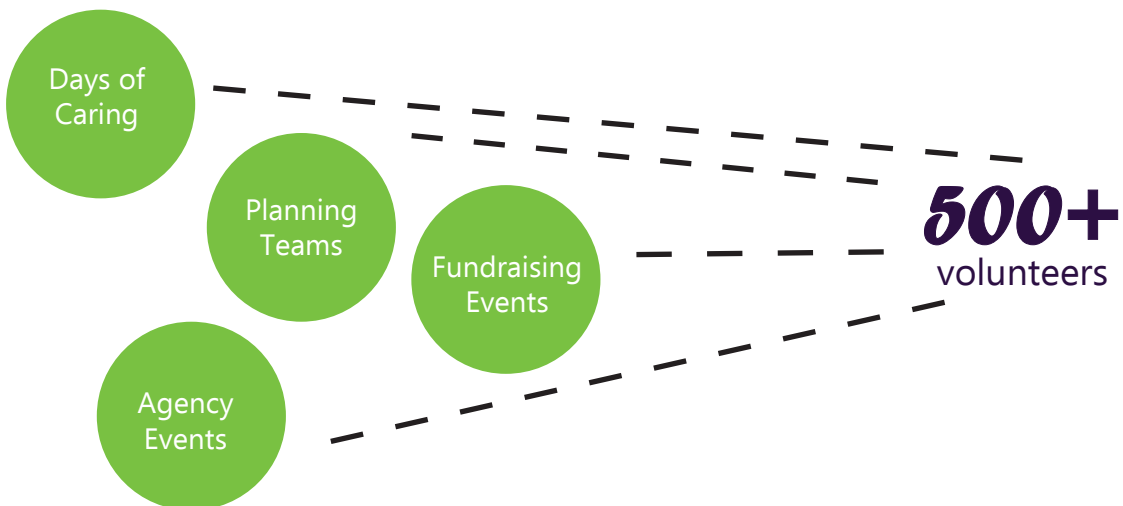 Days of
Caring
Planning
Teams
Fundraising
Events
Agency
Events
500+
volunteers